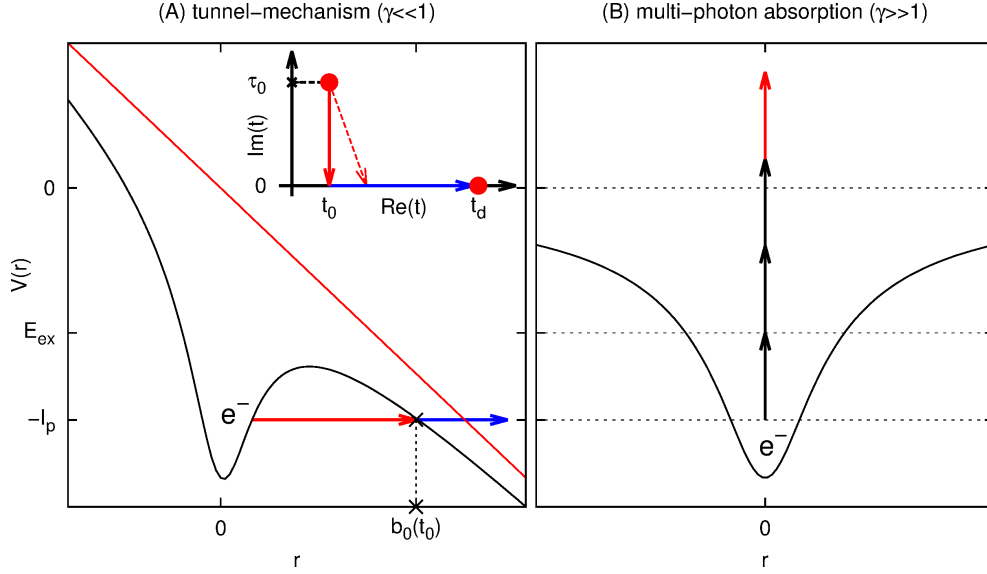 (A) tunnel−mechanism (γ<<1)
(B) multi−photon absorption (γ>>1)
τ0
Im(t)
0
t0
Re(t)
td
0
V(r)
Eex
−Ip
e−
e−
0
b0(t0)
0
r
r